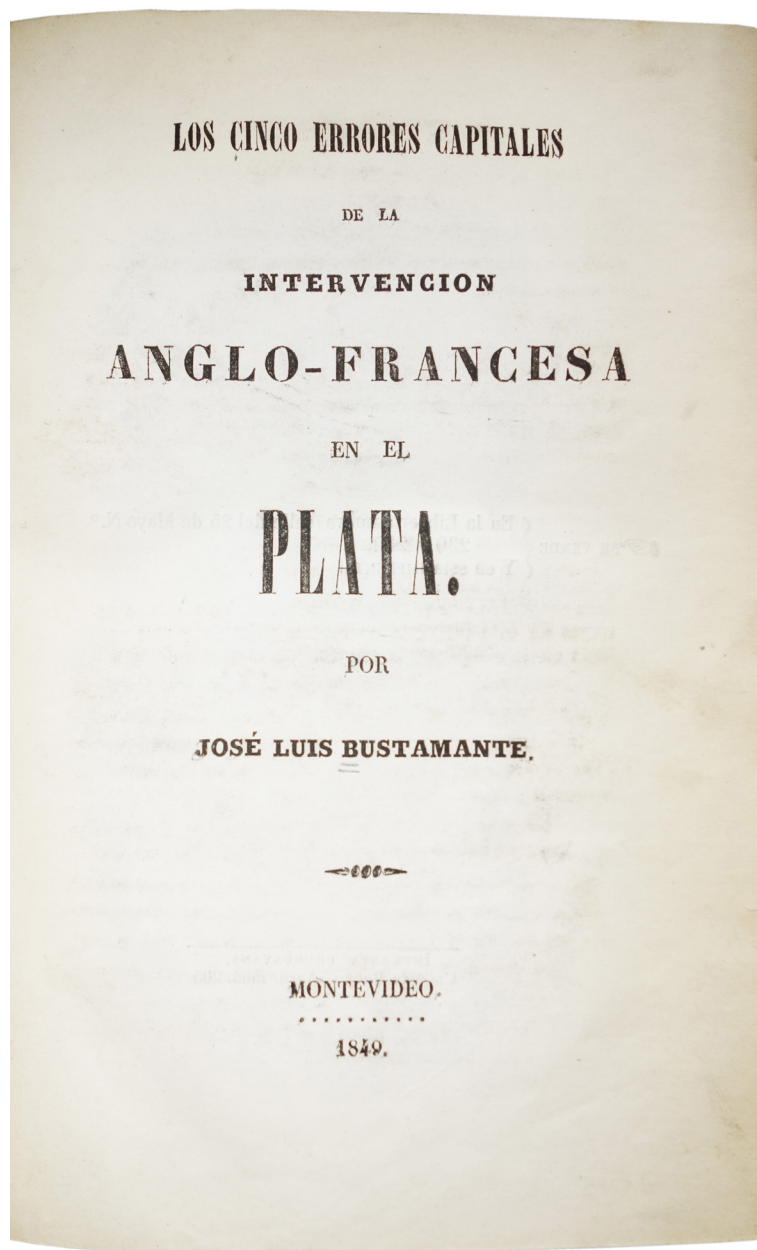 LOS CINCO ERRORES CAPITALES
DE LA
INTERVENCION
ANGLO-FRANCESA
EN EL
PLATA.
POR
JOSÉ LUIS BUSTAMANTE.
MONTEVIDEO.
1849.